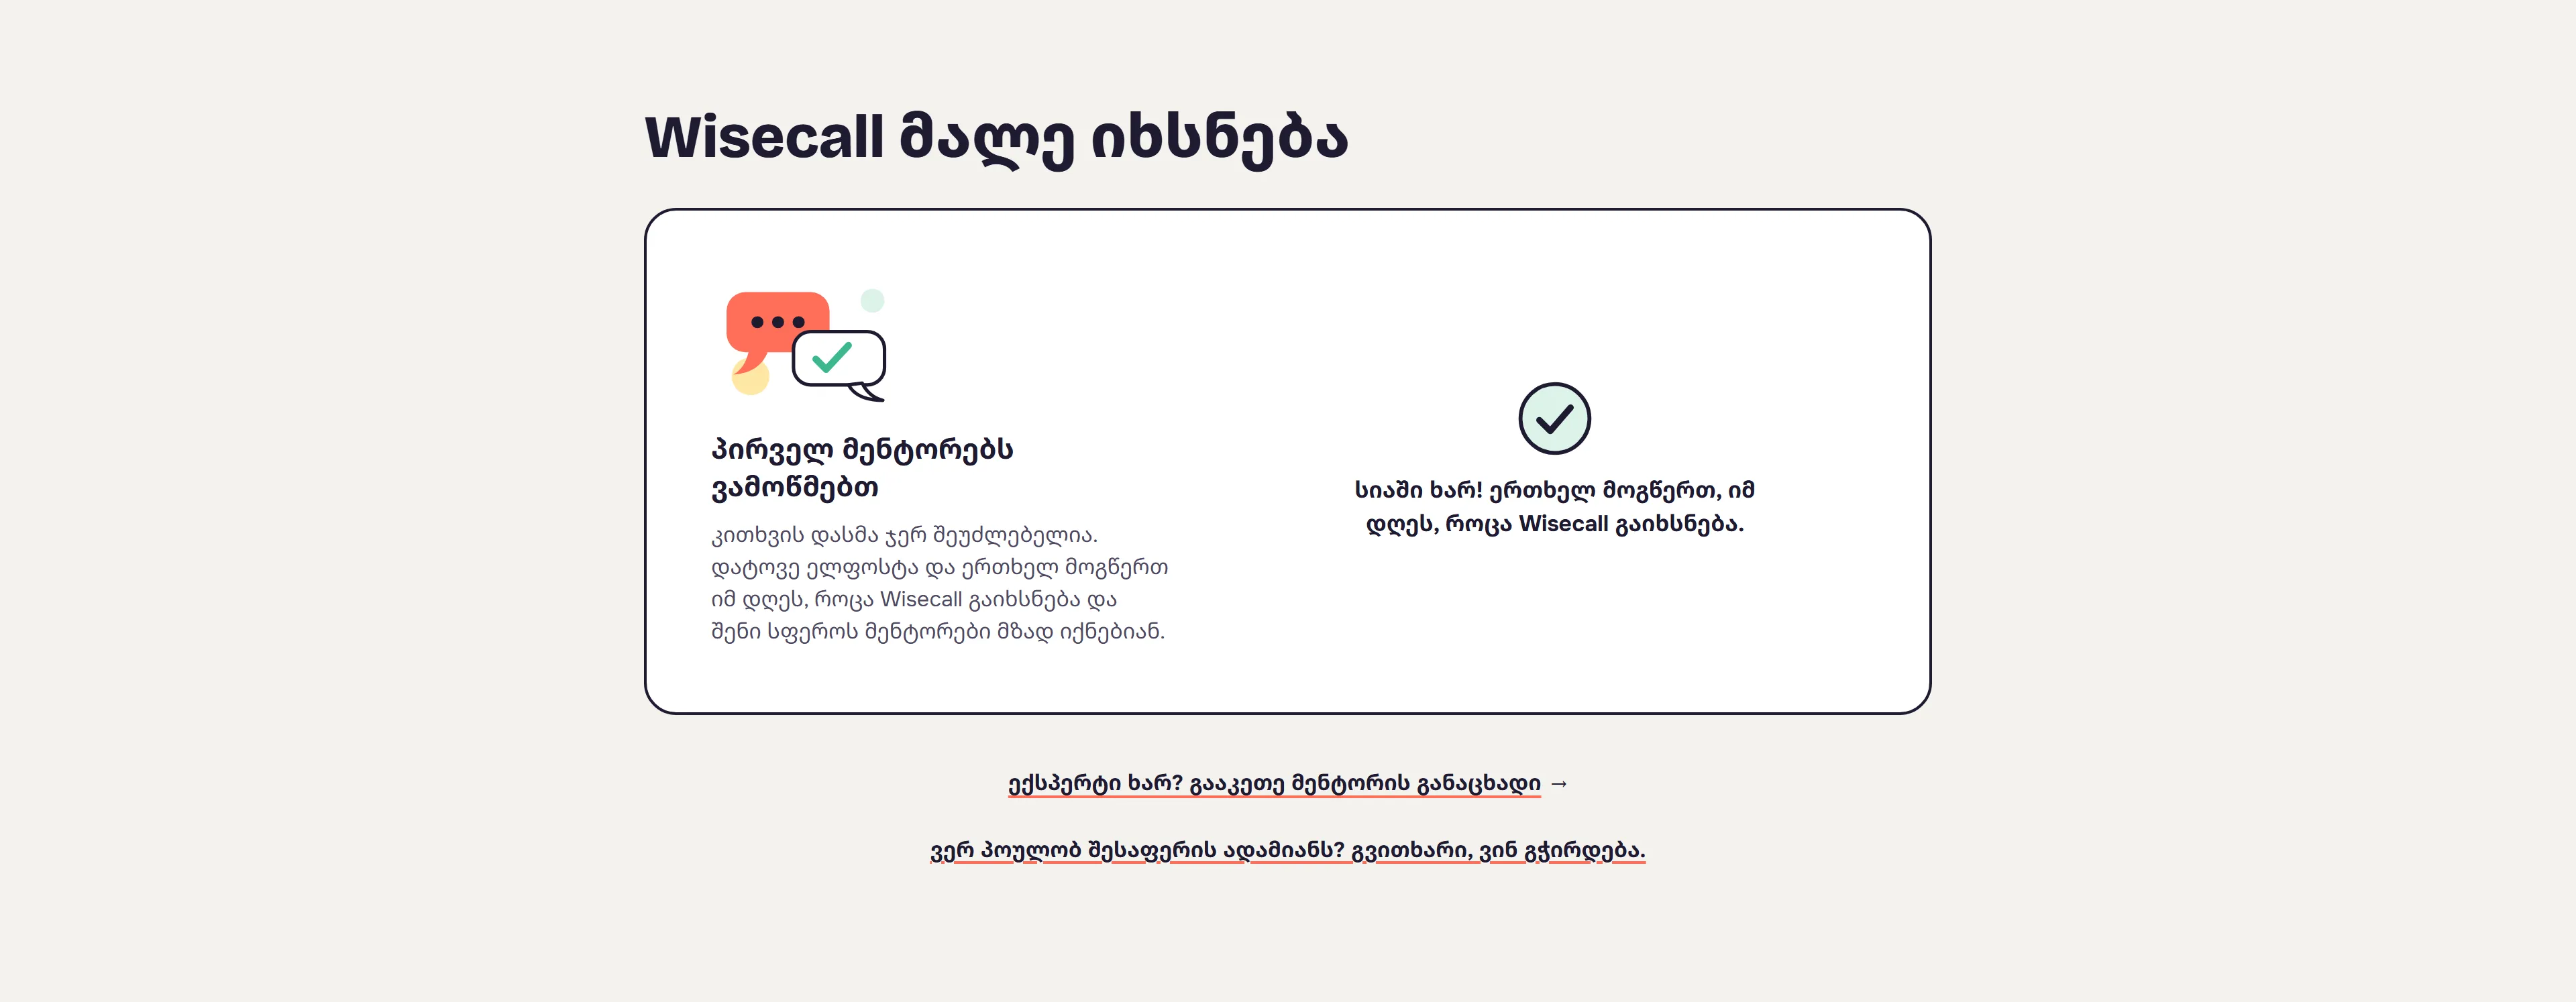 Wisecall მალე იხსნება
პირველ მენტორებს
ვამოწმებთ
კითხვის დასმა ჯერ შეუძლებელია.
დატოვე ელფოსტა და ერთხელ მოგწერთ
იმ დღეს, როცა Wisecall გაიხსნება და
შენი სფეროს მენტორები მზად იქნებიან.
სიაში ხარ! ერთხელ მოგწერთ, იმ
დღეს, როცა Wisecall გაიხსნება.
ექსპერტი ხარ? გააკეთე მენტორის განაცხადი →
ვერ პოულობ შესაფერის ადამიანს? გვითხარი, ვინ გჭირდება.